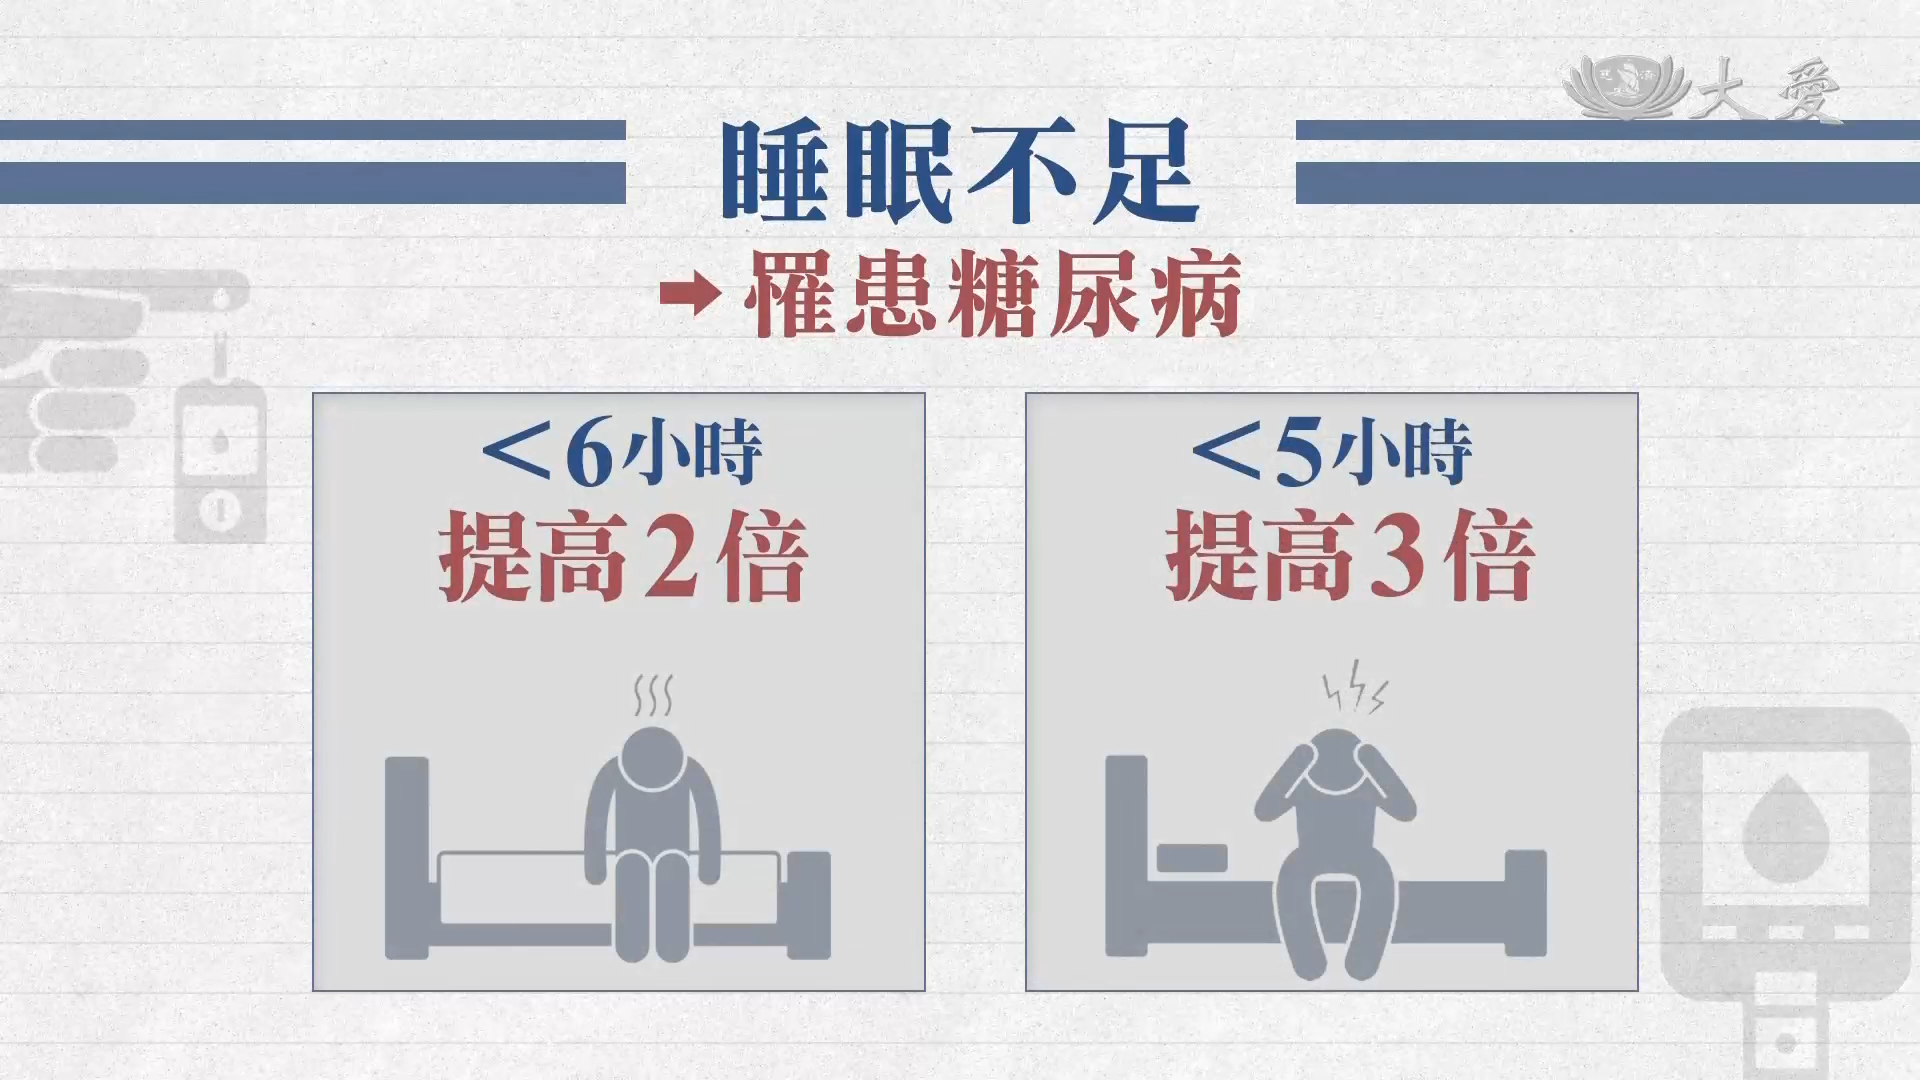 大愛
睡眠不足
➡罹患糖尿病
<6小時
提高2倍
<5小時
提高3倍